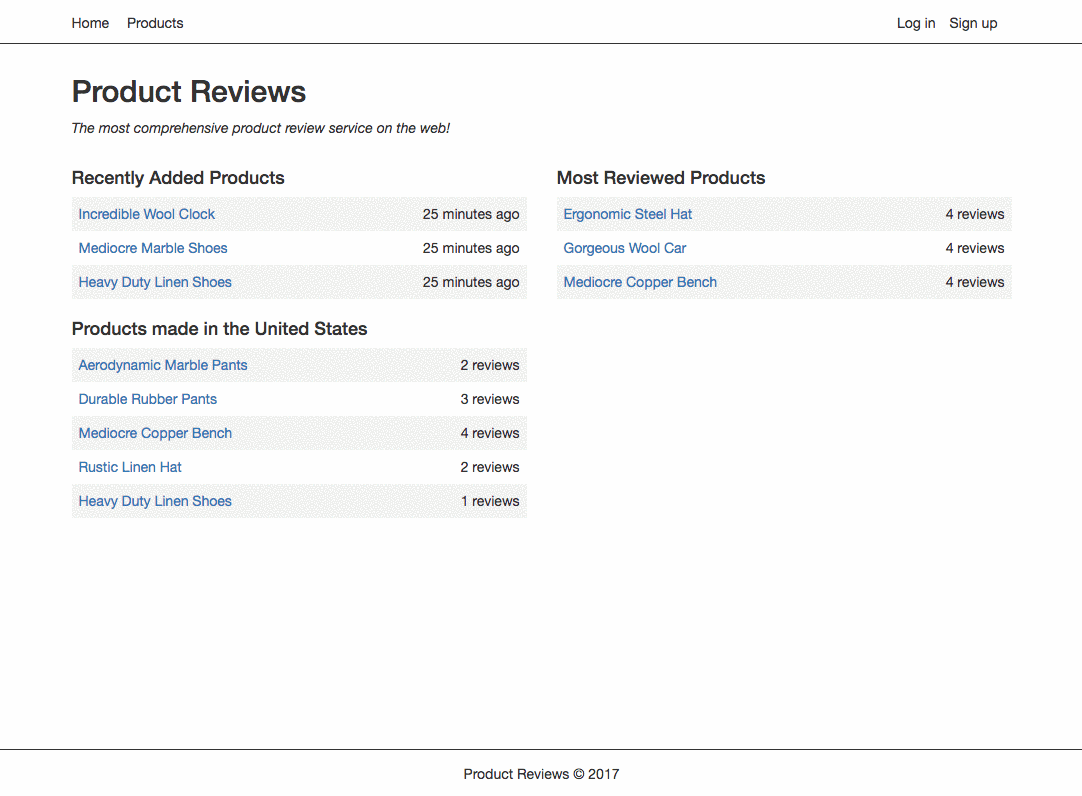 Home Products Log in Sign up
Product Reviews
The most comprehensive product review service on the web!
Recently Added Products
Incredible Wool Clock 25 minutes ago
Mediocre Marble Shoes 25 minutes ago
Heavy Duty Linen Shoes 25 minutes ago
Most Reviewed Products
Ergonomic Steel Hat 4 reviews
Gorgeous Wool Car 4 reviews
Mediocre Copper Bench 4 reviews
Products made in the United States
Aerodynamic Marble Pants 2 reviews
Durable Rubber Pants 3 reviews
Mediocre Copper Bench 4 reviews
Rustic Linen Hat 2 reviews
Heavy Duty Linen Shoes 1 reviews
Product Reviews © 2017